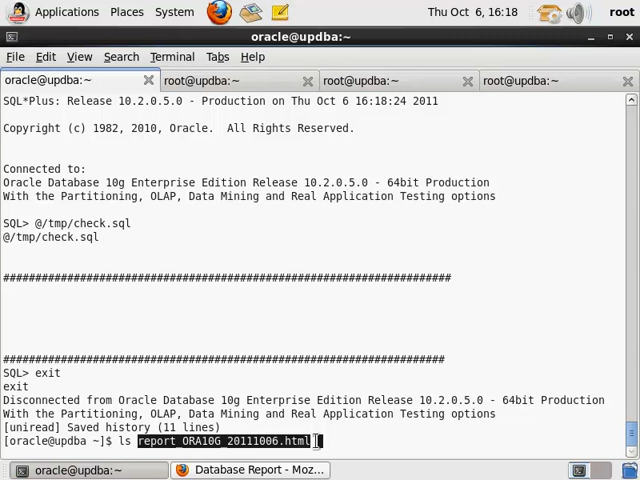 Applications Places System Thu Oct 6, 16:18 root
oracle@updba:~
File Edit View Search Terminal Tabs Help
oracle@updba:~ root@updba:~ root@updba:~ root@updba:~
SQL*Plus: Release 10.2.0.5.0 - Production on Thu Oct 6 16:18:24 2011
Copyright (c) 1982, 2010, Oracle.  All Rights Reserved.
Connected to:
Oracle Database 10g Enterprise Edition Release 10.2.0.5.0 - 64bit Production
With the Partitioning, OLAP, Data Mining and Real Application Testing options
SQL> @/tmp/check.sql
@/tmp/check.sql
######################################################################
#####################################################################
SQL> exit
exit
Disconnected from Oracle Database 10g Enterprise Edition Release 10.2.0.5.0 - 64bit Production
With the Partitioning, OLAP, Data Mining and Real Application Testing options
[unread] Saved history (11 lines)
[oracle@updba ~]$ ls report_ORA10G_20111006.html
oracle@updba:~ Database Report - Moz...